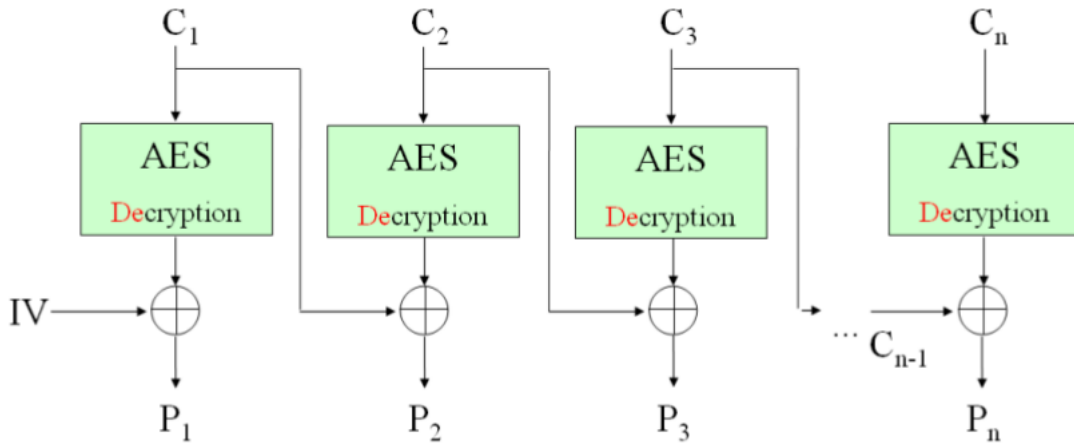 C1 C2 C3 Cn
AES AES AES AES
Decryption Decryption Decryption Decryption
IV ... Cn-1
P1 P2 P3 Pn